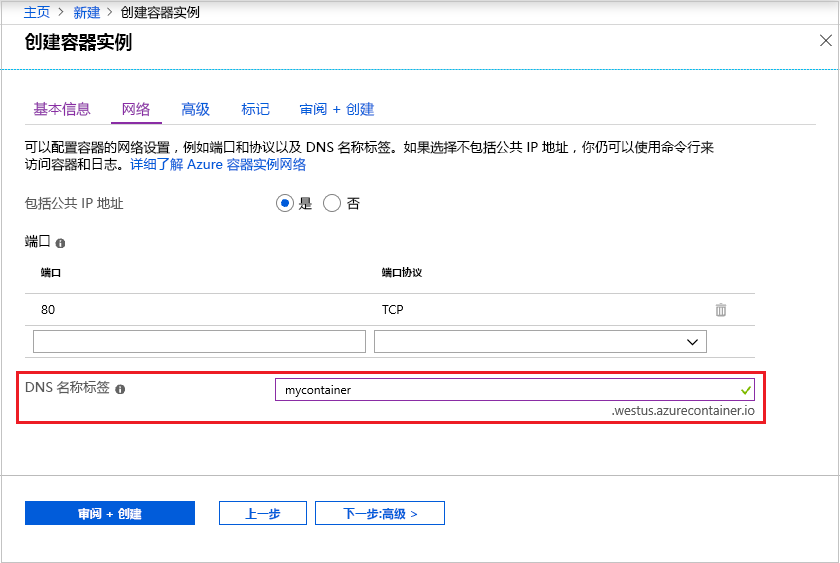 主页 > 新建 > 创建容器实例
创建容器实例
基本信息 网络 高级 标记 审阅 + 创建
可以配置容器的网络设置，例如端口和协议以及 DNS 名称标签。如果选择不包括公共 IP 地址，你仍可以使用命令行来
访问容器和日志。详细了解 Azure 容器实例网络
包括公共 IP 地址 是 否
端口
端口 端口协议
80 TCP
DNS 名称标签 mycontainer
.westus.azurecontainer.io
审阅 + 创建 上一步 下一步:高级 >